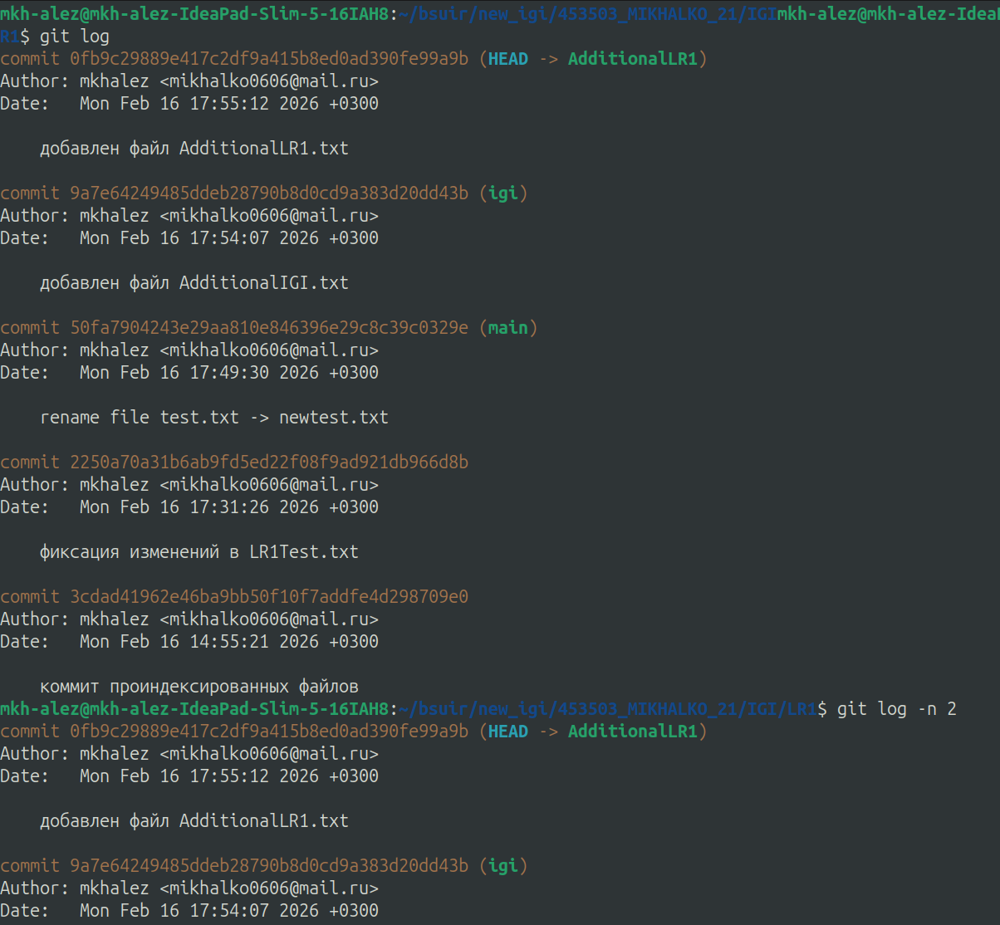 mkh-alez@mkh-alez-IdeaPad-Slim-5-16IAH8:~/bsuir/new_igi/453503_MIKHALKO_21/IGImkh-alez@mkh-alez-Idea
R1$ git log
commit 0fb9c29889e417c2df9a415b8ed0ad390fe99a9b (HEAD -> AdditionalLR1)
Author: mkhalez <mikhalko0606@mail.ru>
Date:   Mon Feb 16 17:55:12 2026 +0300
    добавлен файл AdditionalLR1.txt
commit 9a7e64249485ddeb28790b8d0cd9a383d20dd43b (igi)
Author: mkhalez <mikhalko0606@mail.ru>
Date:   Mon Feb 16 17:54:07 2026 +0300
    добавлен файл AdditionalIGI.txt
commit 50fa7904243e29aa810e846396e29c8c39c0329e (main)
Author: mkhalez <mikhalko0606@mail.ru>
Date:   Mon Feb 16 17:49:30 2026 +0300
    rename file test.txt -> newtest.txt
commit 2250a70a31b6ab9fd5ed22f08f9ad921db966d8b
Author: mkhalez <mikhalko0606@mail.ru>
Date:   Mon Feb 16 17:31:26 2026 +0300
    фиксация изменений в LR1Test.txt
commit 3cdad41962e46ba9bb50f10f7addfe4d298709e0
Author: mkhalez <mikhalko0606@mail.ru>
Date:   Mon Feb 16 14:55:21 2026 +0300
    коммит проиндексированных файлов
mkh-alez@mkh-alez-IdeaPad-Slim-5-16IAH8:~/bsuir/new_igi/453503_MIKHALKO_21/IGI/LR1$ git log -n 2
commit 0fb9c29889e417c2df9a415b8ed0ad390fe99a9b (HEAD -> AdditionalLR1)
Author: mkhalez <mikhalko0606@mail.ru>
Date:   Mon Feb 16 17:55:12 2026 +0300
    добавлен файл AdditionalLR1.txt
commit 9a7e64249485ddeb28790b8d0cd9a383d20dd43b (igi)
Author: mkhalez <mikhalko0606@mail.ru>
Date:   Mon Feb 16 17:54:07 2026 +0300